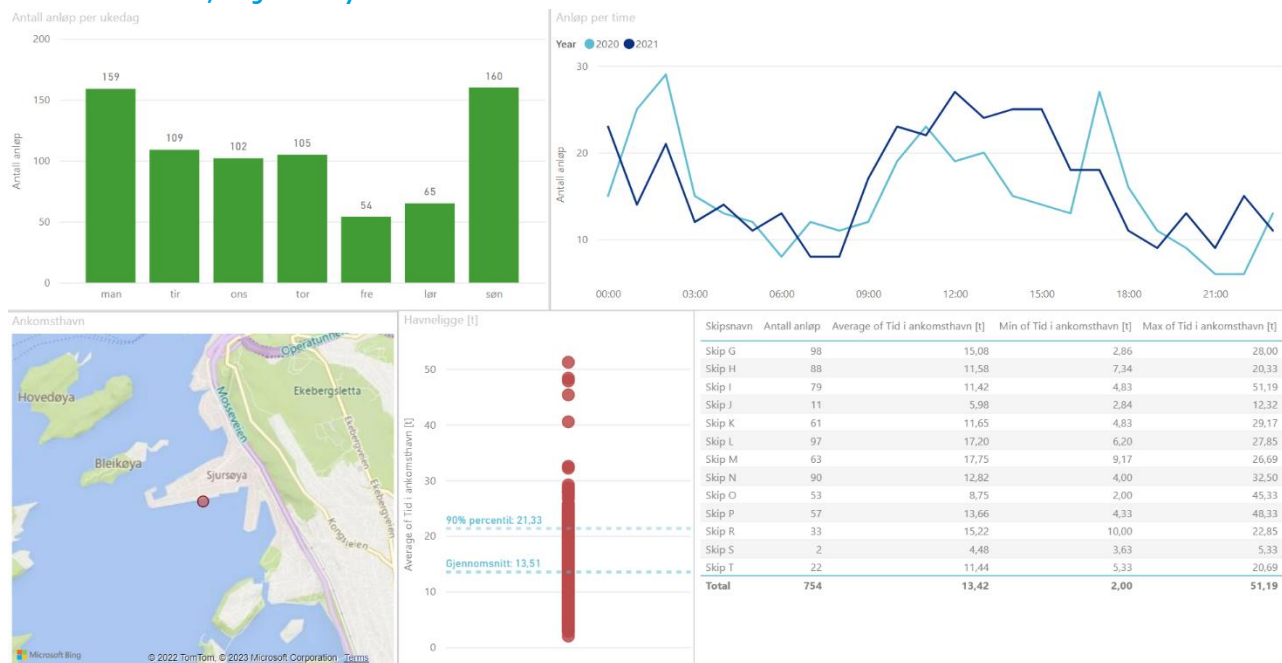 Antall anløp per ukedag
200
150
100
50
0
Antall anløp
159
109
102
105
54
65
160
man tir ons tor fre lør søn
Anløp per time
Year 2020 2021
30
20
10
Antall anløp
00:00 03:00 06:00 09:00 12:00 15:00 18:00 21:00
Ankomsthavn
Hovedøya
Bleikøya
Sjursøya
Ekebergsletta
Operatunnelen
Mosseveien
Kongsveien
Ekebergveien
Ekebergveien
Microsoft Bing
© 2022 TomTom, © 2023 Microsoft Corporation Terms
Havneligge [t]
50
40
30
20
10
0
Average of Tid i ankomsthavn [t]
90% percentil: 21,33
Gjennomsnitt: 13,51
Skipsnavn Antall anløp Average of Tid i ankomsthavn [t] Min of Tid i ankomsthavn [t] Max of Tid i ankomsthavn [t]
Skip G 98 15,08 2,86 28,00
Skip H 88 11,58 7,34 20,33
Skip I 79 11,42 4,83 51,19
Skip J 11 5,98 2,84 12,32
Skip K 61 11,65 4,83 29,17
Skip L 97 17,20 6,20 27,85
Skip M 63 17,75 9,17 26,69
Skip N 90 12,82 4,00 32,50
Skip O 53 8,75 2,00 45,33
Skip P 57 13,66 4,33 48,33
Skip R 33 15,22 10,00 22,85
Skip S 2 4,48 3,63 5,33
Skip T 22 11,44 5,33 20,69
Total 754 13,42 2,00 51,19